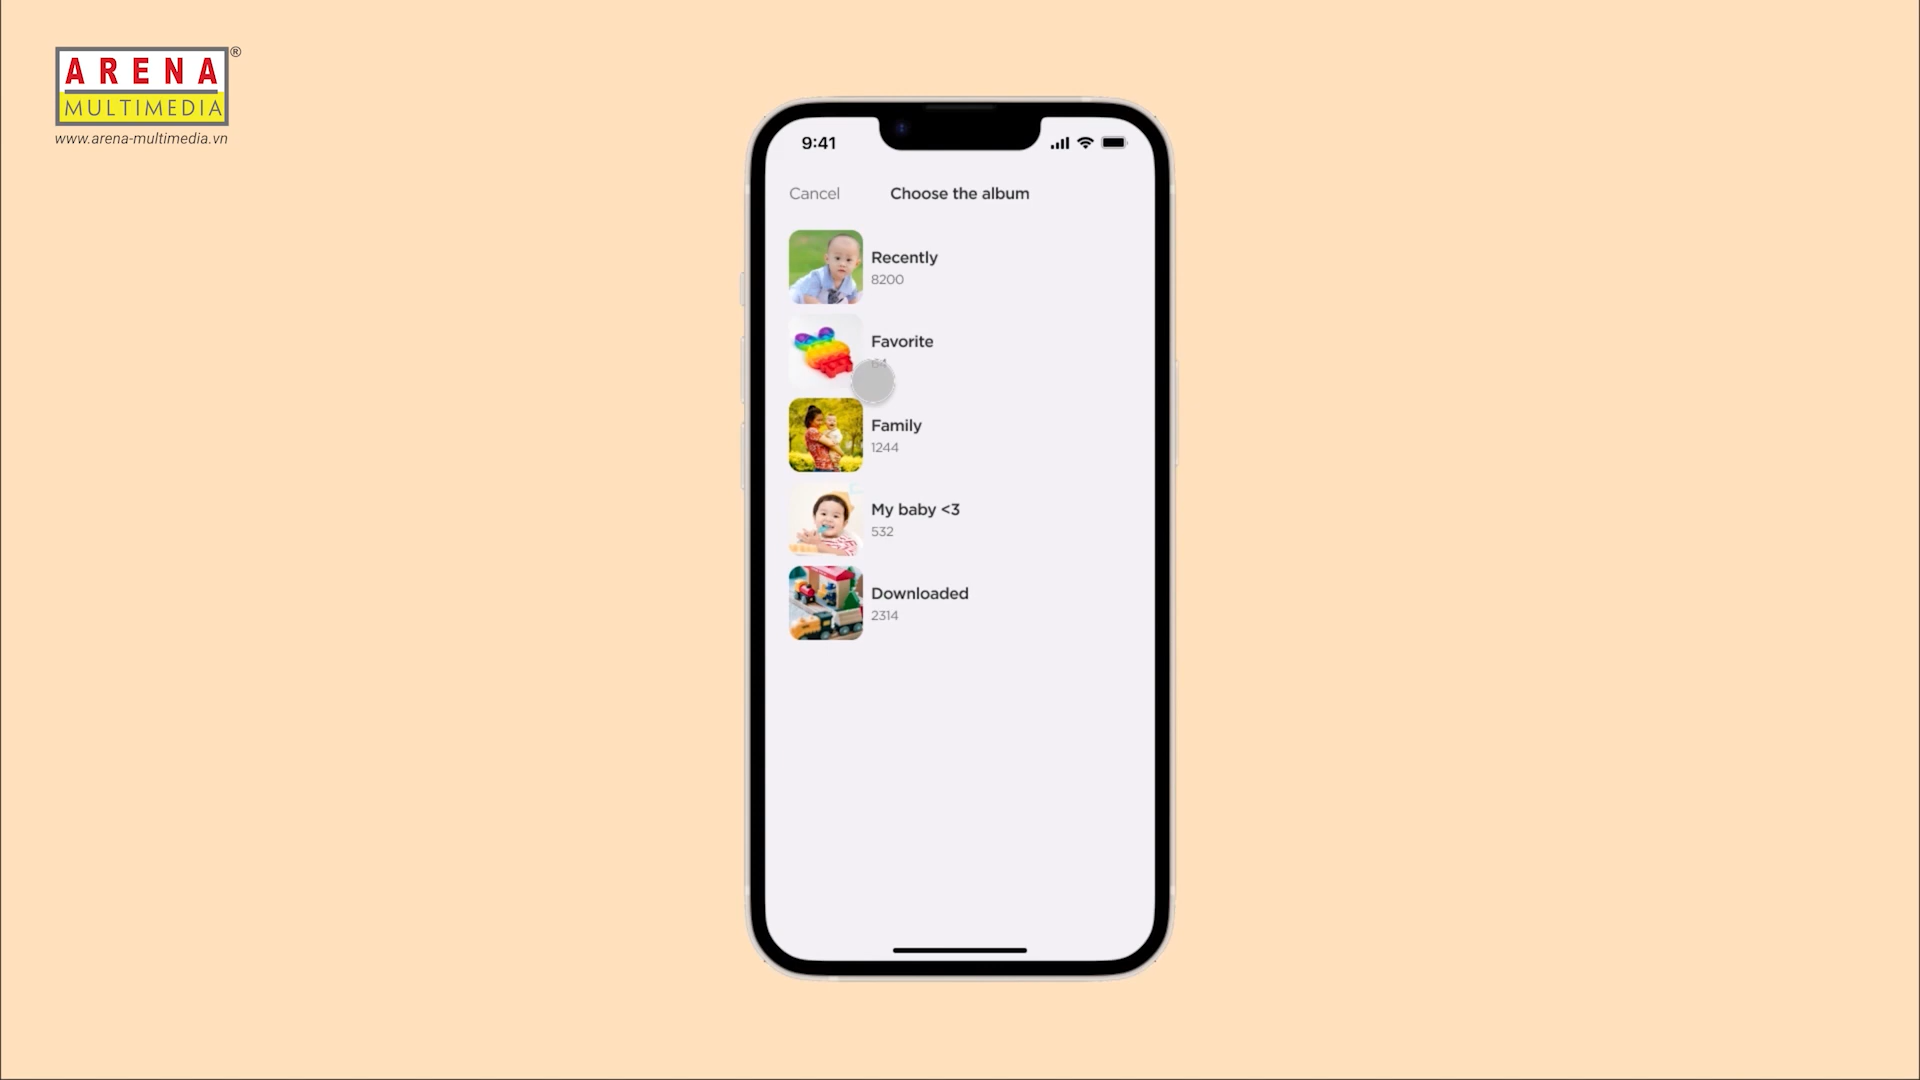 ARENA ®
MULTIMEDIA
www.arena-multimedia.vn
9:41
Cancel
Choose the album
Recently
8200
Favorite
64
Family
1244
My baby <3
532
Downloaded
2314